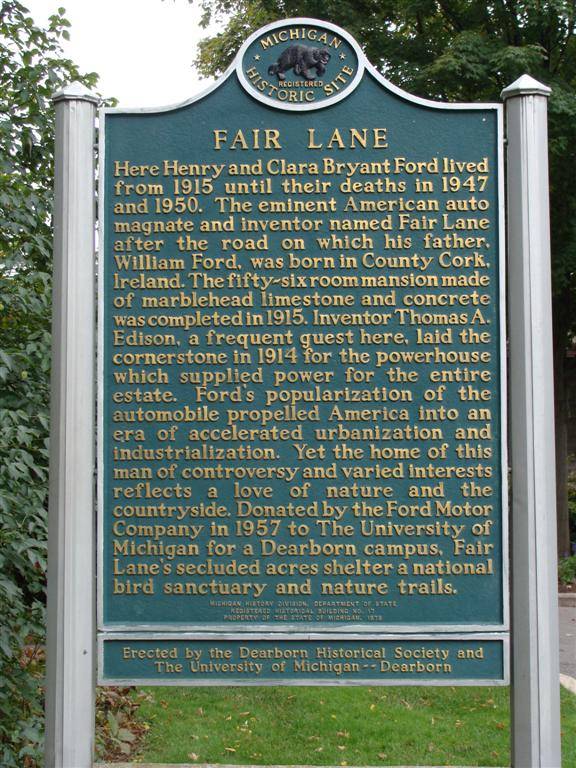 MICHIGAN
REGISTERED
HISTORIC SITE
FAIR LANE
Here Henry and Clara Bryant Ford lived
from 1915 until their deaths in 1947
and 1950. The eminent American auto
magnate and inventor named Fair Lane
after the road on which his father,
William Ford, was born in County Cork,
Ireland. The fifty-six room mansion made
of marblehead limestone and concrete
was completed in 1915. Inventor Thomas A.
Edison, a frequent guest here, laid the
cornerstone in 1914 for the powerhouse
which supplied power for the entire
estate. Ford's popularization of the
automobile propelled America into an
era of accelerated urbanization and
industrialization. Yet the home of this
man of controversy and varied interests
reflects a love of nature and the
countryside. Donated by the Ford Motor
Company in 1957 to The University of
Michigan for a Dearborn campus, Fair
Lane's secluded acres shelter a national
bird sanctuary and nature trails.
MICHIGAN HISTORY DIVISION, DEPARTMENT OF STATE
REGISTERED HISTORICAL BUILDING NO. 17
PROPERTY OF THE STATE OF MICHIGAN,
Erected by the Dearborn Historical Society and
The University of Michigan--Dearborn